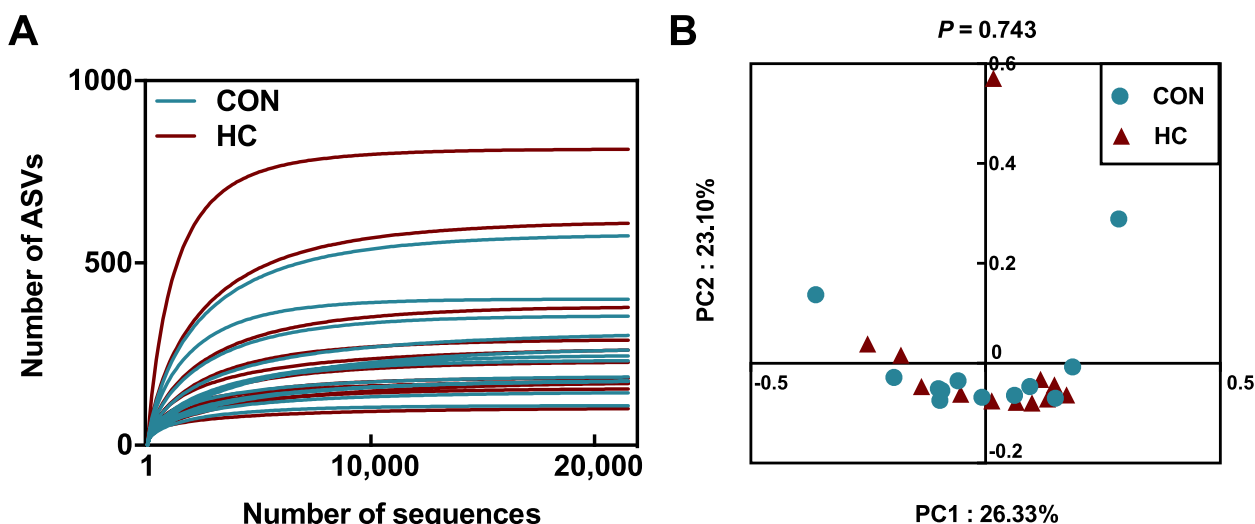 A
1000
CON
HC
500
Number of ASVs
0
1
10,000
20,000
Number of sequences
B
P = 0.743
0.6
CON
HC
0.4
0.2
PC2 : 23.10%
0
-0.5
0.5
-0.2
PC1 : 26.33%